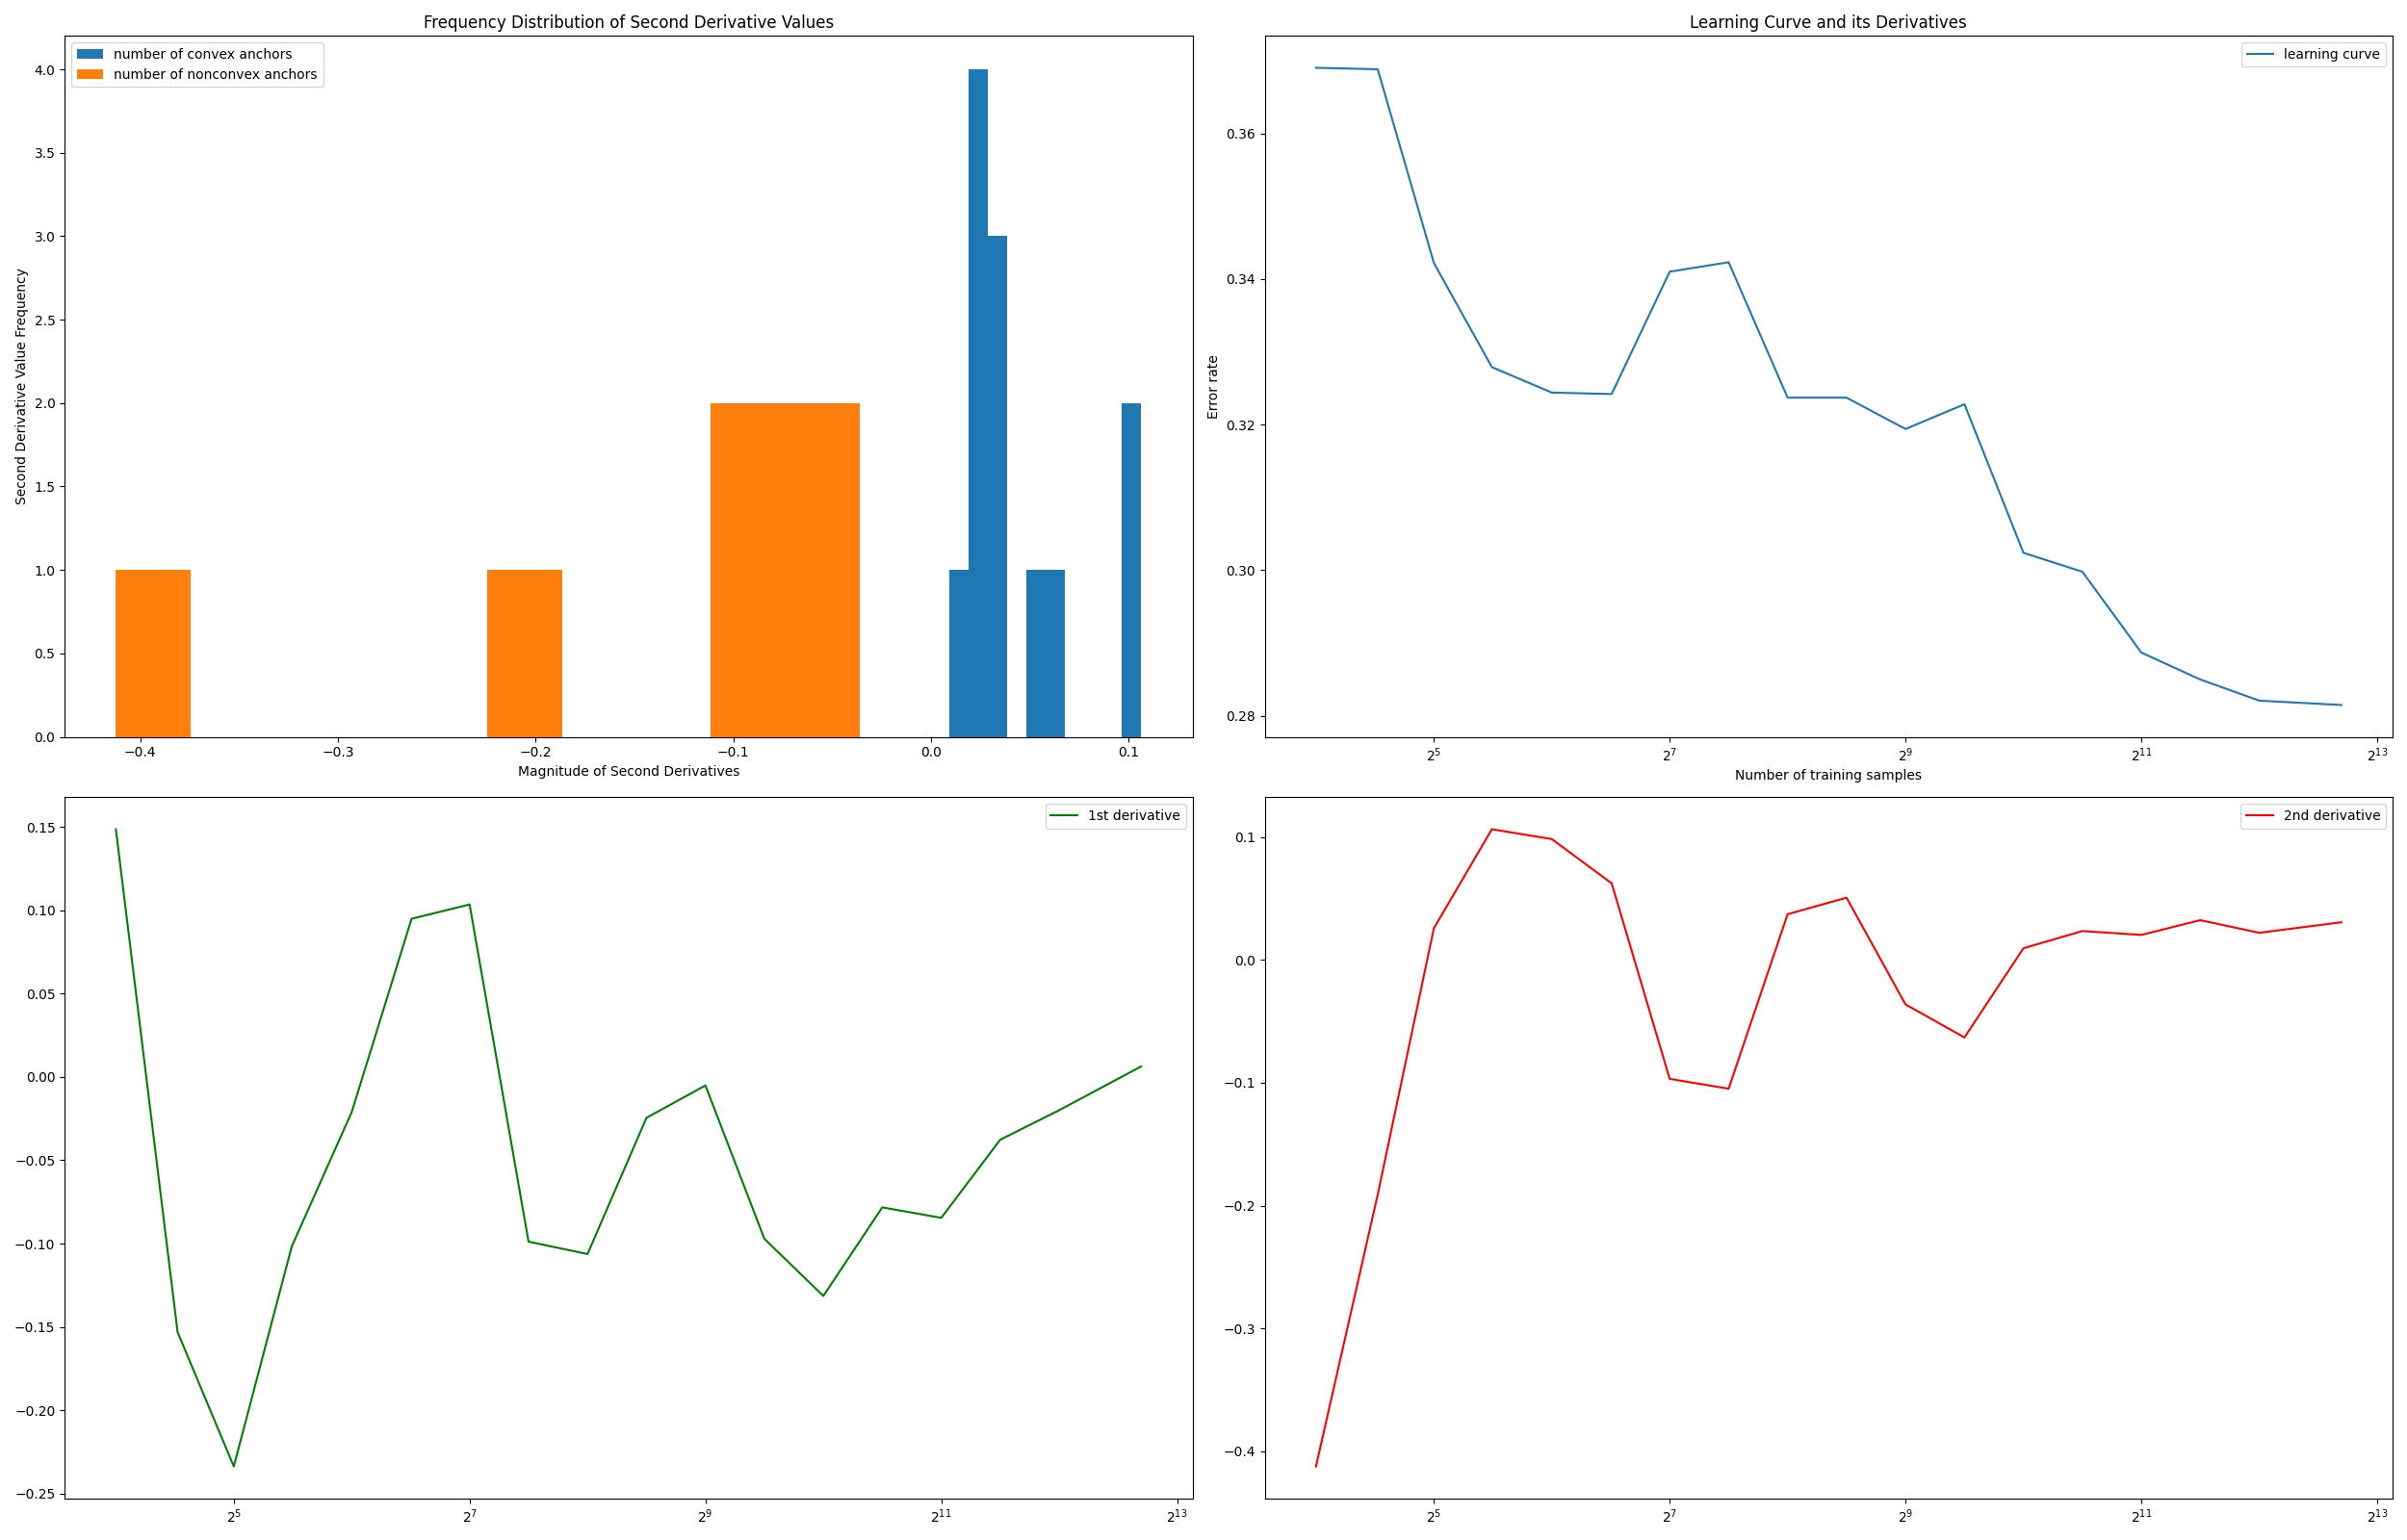 Frequency Distribution of Second Derivative Values
number of convex anchors
number of nonconvex anchors
Second Derivative Value Frequency
4.0
3.5
3.0
2.5
2.0
1.5
1.0
0.5
0.0
−0.4 −0.3 −0.2 −0.1 0.0 0.1
Magnitude of Second Derivatives
Learning Curve and its Derivatives
learning curve
Error rate
0.36
0.34
0.32
0.30
0.28
2^5 2^7 2^9 2^11 2^13
Number of training samples
1st derivative
0.15
0.10
0.05
0.00
−0.05
−0.10
−0.15
−0.20
−0.25
2^5 2^7 2^9 2^11 2^13
2nd derivative
0.1
0.0
−0.1
−0.2
−0.3
−0.4
2^5 2^7 2^9 2^11 2^13